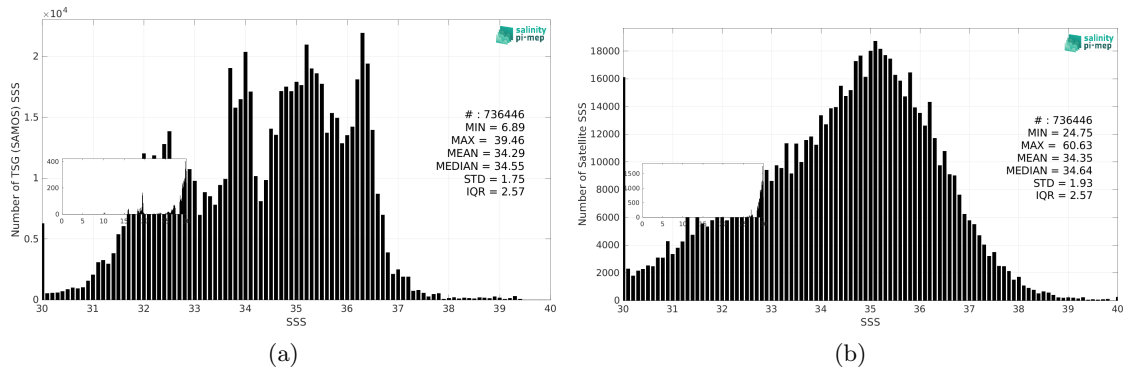 ×10^4
salinity
pi-mep
Number of TSG (SAMOS) SSS
2
1.5
1
0.5
0
# : 736446
MIN = 6.89
MAX = 39.46
MEAN = 34.29
MEDIAN = 34.55
STD = 1.75
IQR = 2.57
400
200
0
0 5 10 15
30 31 32 33 34 35 36 37 38 39 40
SSS
(a)
salinity
pi-mep
Number of Satellite SSS
18000
16000
14000
12000
10000
8000
6000
4000
2000
0
# : 736446
MIN = 24.75
MAX = 60.63
MEAN = 34.35
MEDIAN = 34.64
STD = 1.93
IQR = 2.57
1500
1000
500
0
0 5 10 15 20 25
30 31 32 33 34 35 36 37 38 39 40
SSS
(b)